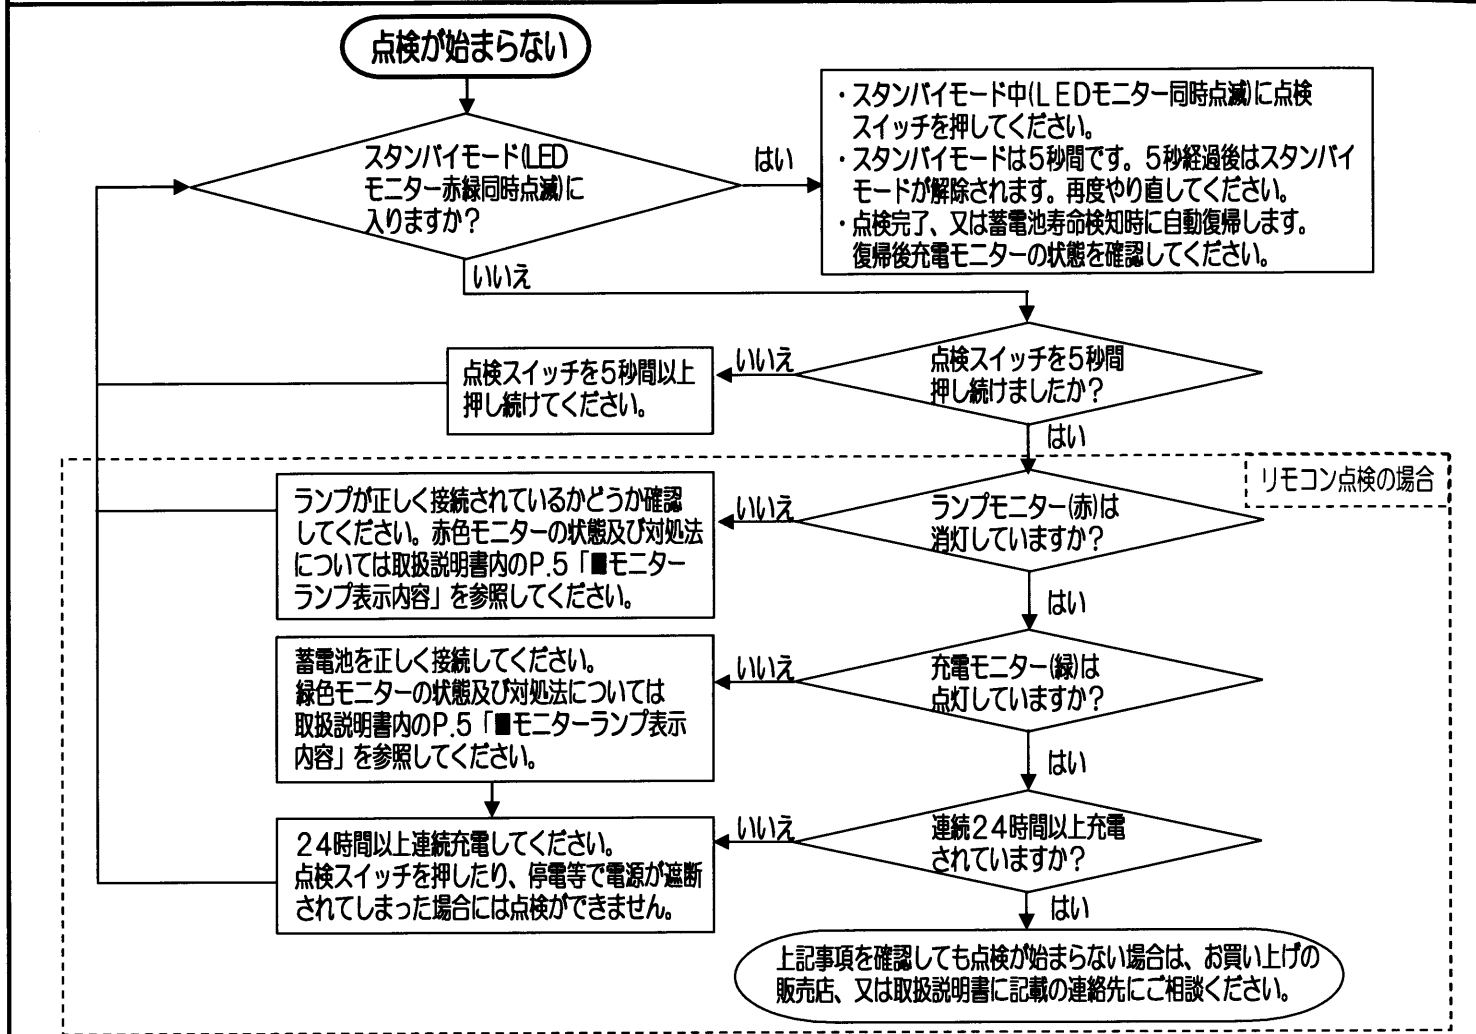 点検が始まらない
スタンバイモード(LED
モニター赤緑同時点滅)に
入りますか？
はい
・スタンバイモード中(LEDモニター同時点滅)に点検
スイッチを押してください。
・スタンバイモードは5秒間です。5秒経過後はスタンバイ
モードが解除されます。再度やり直してください。
・点検完了、又は蓄電池寿命検知時に自動復帰します。
復帰後充電モニターの状態を確認してください。
いいえ
点検スイッチを5秒間
押し続けましたか？
いいえ
点検スイッチを5秒間以上
押し続けてください。
はい
リモコン点検の場合
ランプモニター(赤)は
消灯していますか？
いいえ
ランプが正しく接続されているかどうか確認
してください。赤色モニターの状態及び対処法
については取扱説明書内のP.5「■モニター
ランプ表示内容」を参照してください。
はい
充電モニター(緑)は
点灯していますか？
いいえ
蓄電池を正しく接続してください。
緑色モニターの状態及び対処法については
取扱説明書内のP.5「■モニターランプ表示
内容」を参照してください。
はい
連続24時間以上充電
されていますか？
いいえ
24時間以上連続充電してください。
点検スイッチを押したり、停電等で電源が遮断
されてしまった場合には点検ができません。
はい
上記事項を確認しても点検が始まらない場合は、お買い上げの
販売店、又は取扱説明書に記載の連絡先にご相談ください。